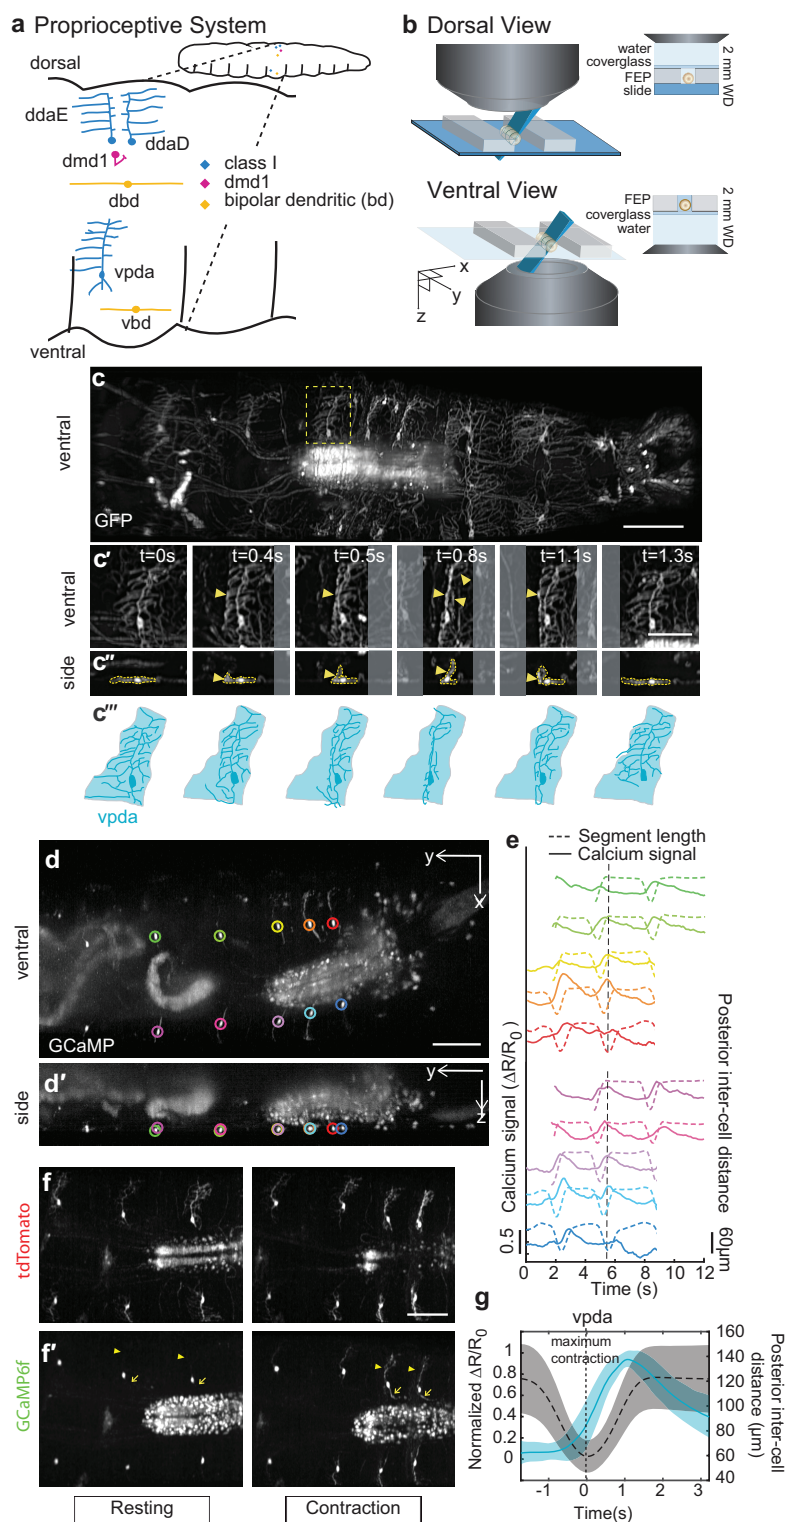 a Proprioceptive System
dorsal
ddaE
ddaD
dmd1
dbd
class I
dmd1
bipolar dendritic (bd)
vpda
vbd
ventral
b Dorsal View
water
coverglass
FEP
slide
2 mm WD
Ventral View
FEP
coverglass
water
2 mm WD
x
y
z
c
ventral
GFP
c′
ventral
t=0s
t=0.4s
t=0.5s
t=0.8s
t=1.1s
t=1.3s
c″
side
c‴
vpda
d
ventral
y
x
GCaMP
d′
side
y
z
e
Segment length
Calcium signal
Calcium signal (ΔR/R0)
Posterior inter-cell distance
0.5
60μm
0 2 4 6 8 10 12
Time (s)
f
tdTomato
f′
GCaMP6f
Resting
Contraction
g
vpda
maximum
contraction
Normalized ΔR/R0
1
0.8
0.6
0.4
0.2
0
160
140
120
100
80
60
40
Posterior inter-cell
distance (μm)
-1 0 1 2 3
Time(s)